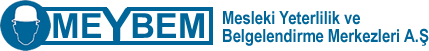 MEYBEM
Mesleki Yeterlilik ve
Belgelendirme Merkezleri A.Ş